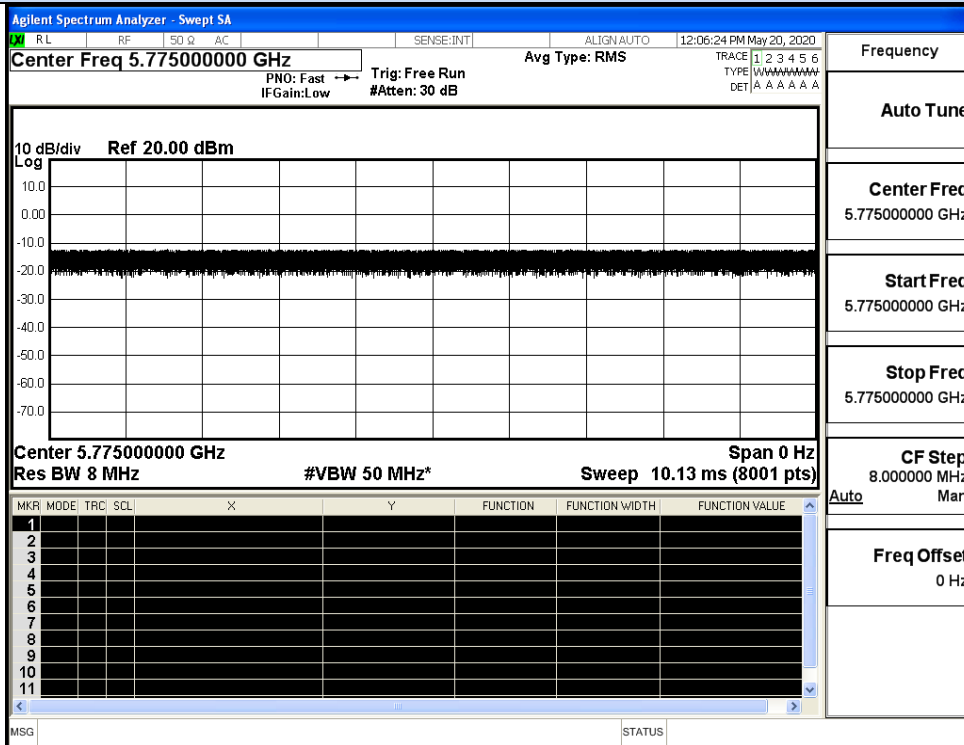 Agilent Spectrum Analyzer - Swept SA
LXI RL RF 50 Ω AC SENSE:INT ALIGN AUTO 12:06:24 PM May 20, 2020
Center Freq 5.775000000 GHz Avg Type: RMS TRACE 1 2 3 4 5 6
PNO: Fast Trig: Free Run TYPE WWWWWW
IFGain:Low #Atten: 30 dB DET A A A A A A
10 dB/div Ref 20.00 dBm
Log
10.0
0.00
-10.0
-20.0
-30.0
-40.0
-50.0
-60.0
-70.0
Center 5.775000000 GHz Span 0 Hz
Res BW 8 MHz #VBW 50 MHz* Sweep 10.13 ms (8001 pts)
MKR MODE TRC SCL X Y FUNCTION FUNCTION WIDTH FUNCTION VALUE
1
2
3
4
5
6
7
8
9
10
11
MSG STATUS
Frequency
Auto Tune
Center Freq
5.775000000 GHz
Start Freq
5.775000000 GHz
Stop Freq
5.775000000 GHz
CF Step
8.000000 MHz
Auto Man
Freq Offset
0 Hz